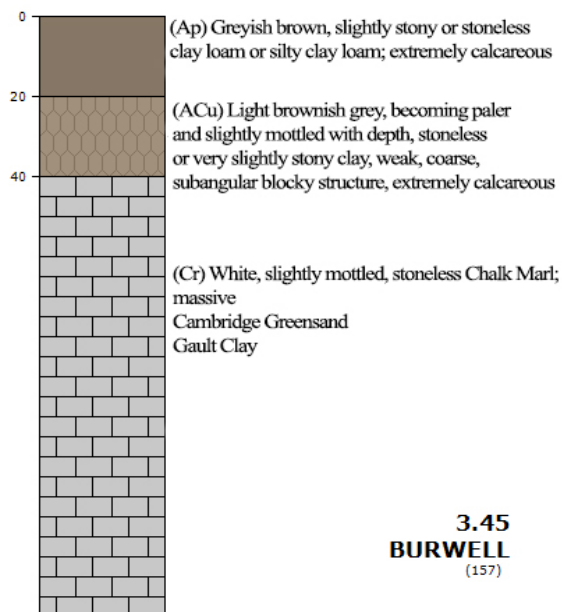 0
(Ap) Greyish brown, slightly stony or stoneless
clay loam or silty clay loam; extremely calcareous
20
(ACu) Light brownish grey, becoming paler
and slightly mottled with depth, stoneless
or very slightly stony clay, weak, coarse,
subangular blocky structure, extremely calcareous
40
(Cr) White, slightly mottled, stoneless Chalk Marl;
massive
Cambridge Greensand
Gault Clay
3.45
BURWELL
(157)